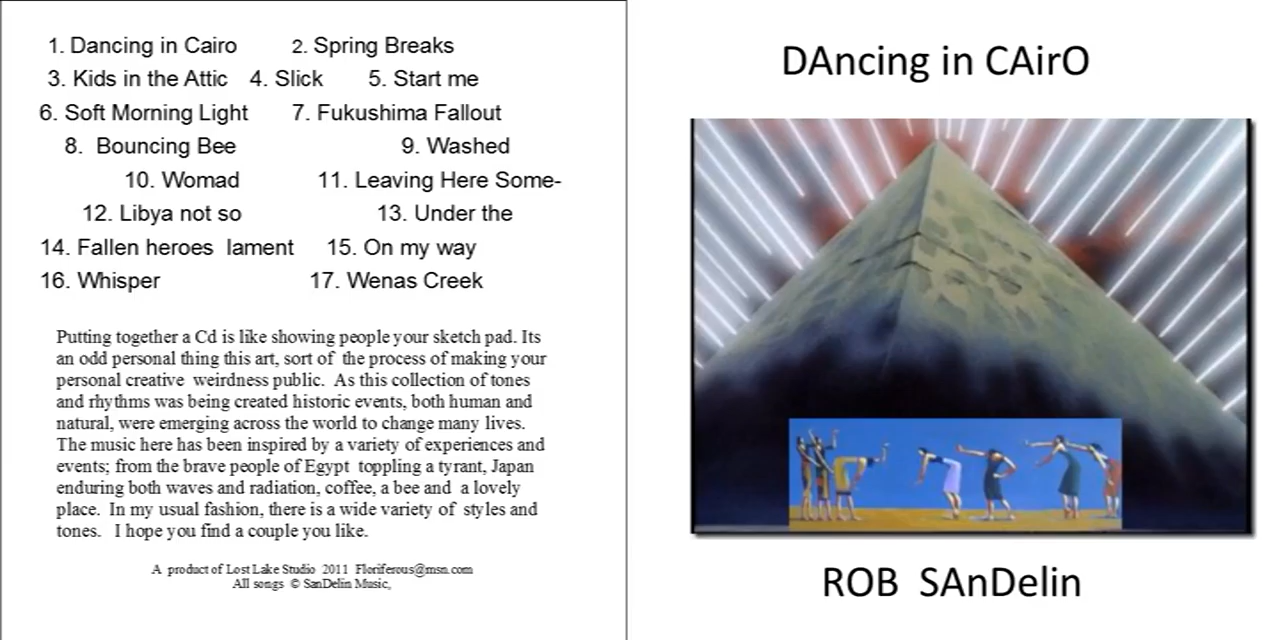 1. Dancing in Cairo 2. Spring Breaks
3. Kids in the Attic 4. Slick 5. Start me
6. Soft Morning Light 7. Fukushima Fallout
8. Bouncing Bee 9. Washed
10. Womad 11. Leaving Here Some-
12. Libya not so 13. Under the
14. Fallen heroes lament 15. On my way
16. Whisper 17. Wenas Creek
Putting together a Cd is like showing people your sketch pad. Its
an odd personal thing this art, sort of the process of making your
personal creative weirdness public. As this collection of tones
and rhythms was being created historic events, both human and
natural, were emerging across the world to change many lives.
The music here has been inspired by a variety of experiences and
events; from the brave people of Egypt toppling a tyrant, Japan
enduring both waves and radiation, coffee, a bee and a lovely
place. In my usual fashion, there is a wide variety of styles and
tones. I hope you find a couple you like.
A product of Lost Lake Studio 2011 Floriferous@msn.com
All songs © SanDelin Music,
DAncing in CAirO
ROB SAnDelin